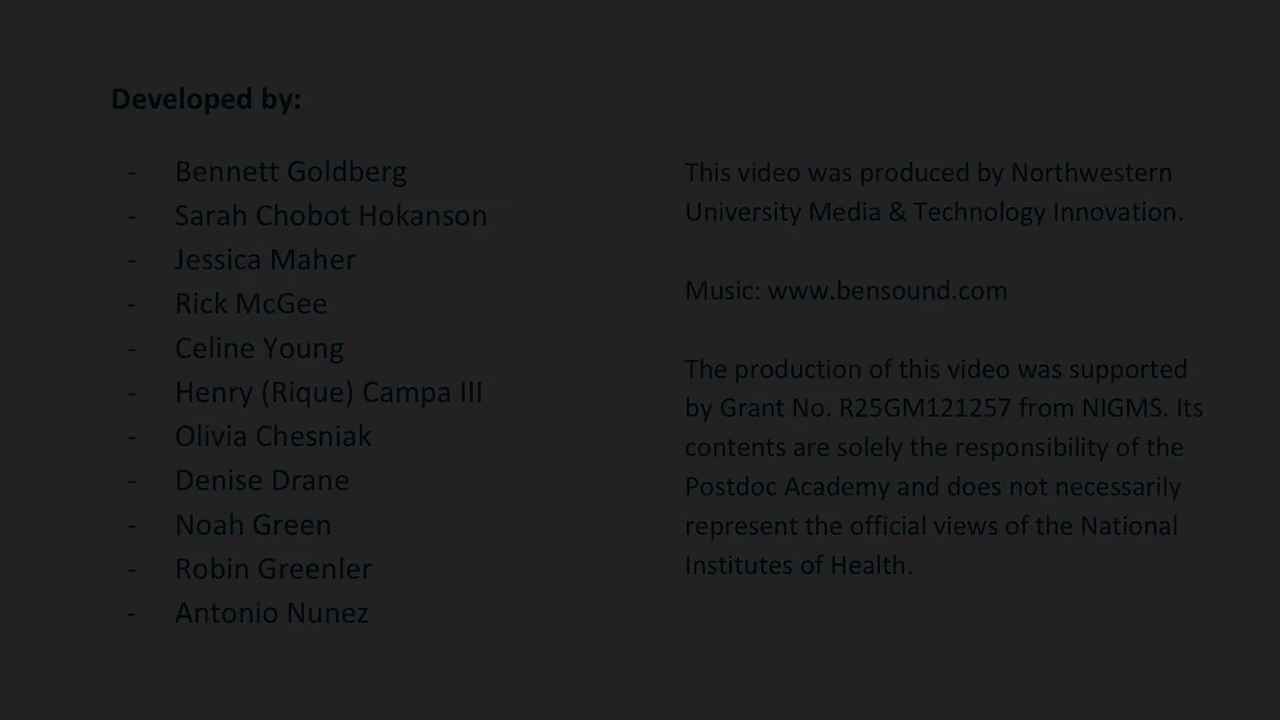 Developed by:
- Bennett Goldberg
- Sarah Chobot Hokanson
- Jessica Maher
- Rick McGee
- Celine Young
- Henry (Rique) Campa III
- Olivia Chesniak
- Denise Drane
- Noah Green
- Robin Greenler
- Antonio Nunez
This video was produced by Northwestern
University Media & Technology Innovation.
Music: www.bensound.com
The production of this video was supported
by Grant No. R25GM121257 from NIGMS. Its
contents are solely the responsibility of the
Postdoc Academy and does not necessarily
represent the official views of the National
Institutes of Health.